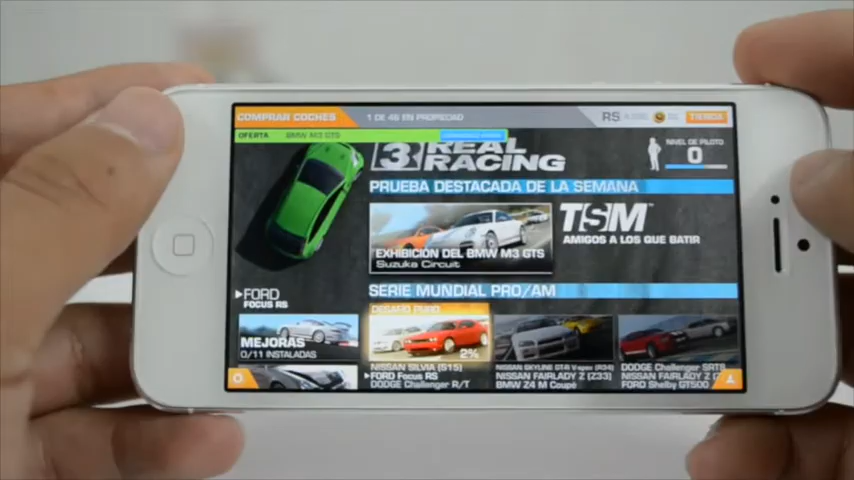 COMPRAR COCHES
1 DE 46 EN PROPIEDAD
R$
TIENDA
OFERTA
BMW M3 GTS
3 REAL RACING
NIVEL DE PILOTO
0
PRUEBA DESTACADA DE LA SEMANA
EXHIBICIÓN DEL BMW M3 GTS
Suzuka Circuit
TSM
AMIGOS A LOS QUE BATIR
SERIE MUNDIAL PRO/AM
FORD
FOCUS RS
MEJORAS
0/11 INSTALADAS
DESAFÍO PURO
2%
NISSAN SILVIA (S15)
FORD Focus RS
DODGE Challenger R/T
NISSAN SKYLINE GT-R V-spec (R34)
NISSAN FAIRLADY Z (Z33)
BMW Z4 M Coupé
DODGE Challenger SRT8
NISSAN FAIRLADY Z
FORD Shelby GT500